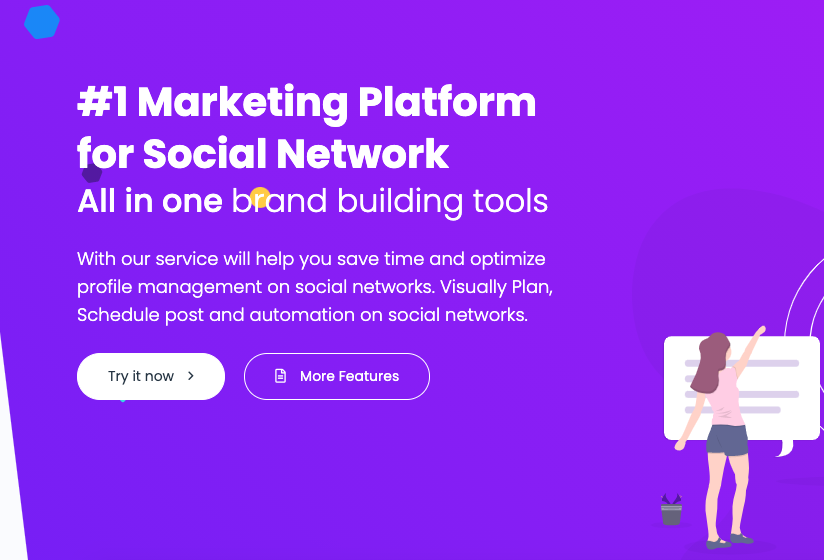 #1 Marketing Platform
for Social Network
All in one brand building tools
With our service will help you save time and optimize
profile management on social networks. Visually Plan,
Schedule post and automation on social networks.
Try it now
More Features